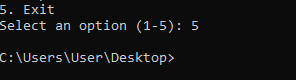 5. Exit
Select an option (1-5): 5
C:\Users\User\Desktop>